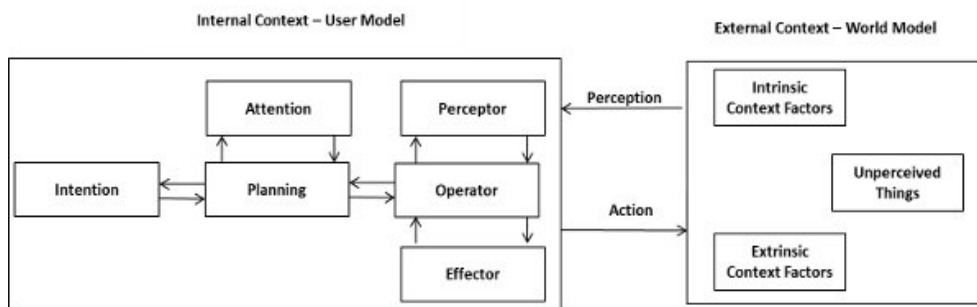 Internal Context – User Model
External Context – World Model
Attention
Perceptor
Perception
Intrinsic
Context Factors
Intention
Planning
Operator
Unperceived
Things
Action
Effector
Extrinsic
Context Factors